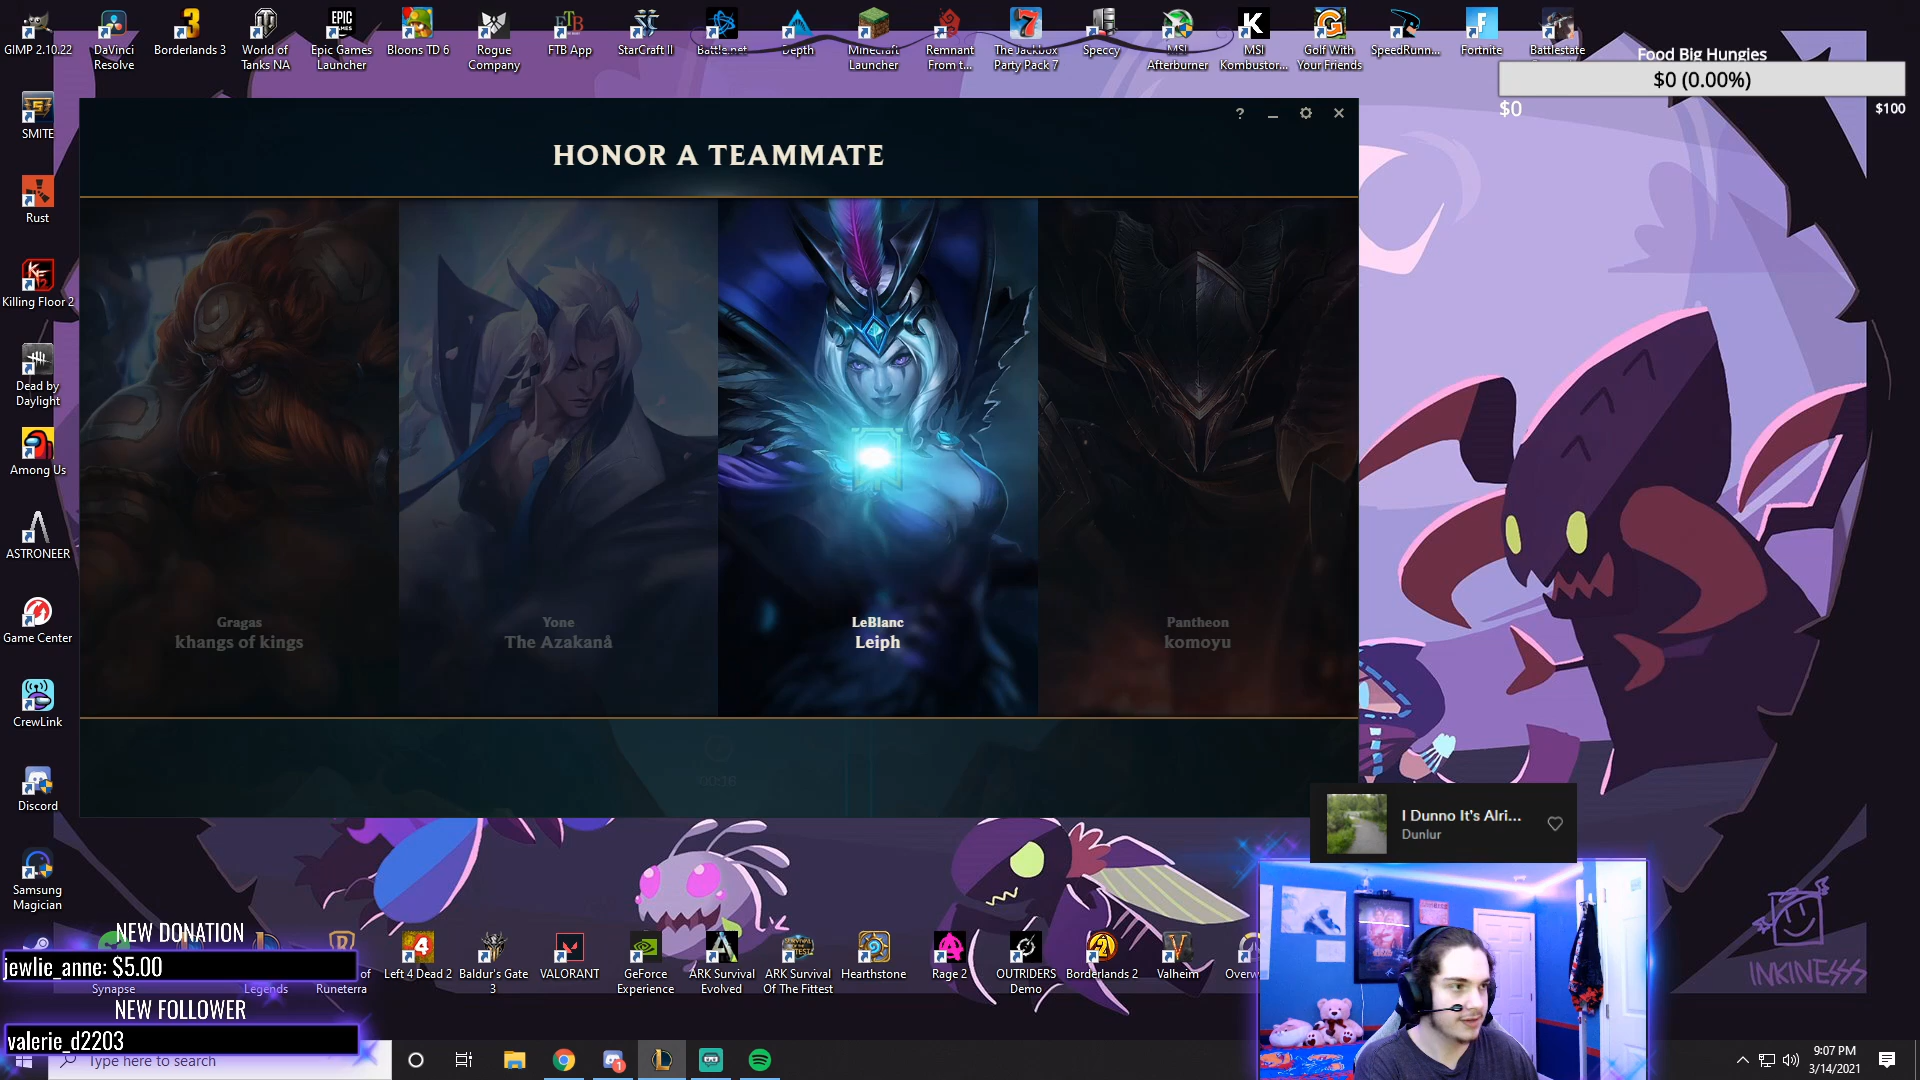 GIMP 2.10.22
DaVinci
Resolve
Borderlands 3
World of
Tanks NA
Epic Games
Launcher
Bloons TD 6
Rogue
Company
FTB App
StarCraft II
Battle.net
Depth
Minecraft
Launcher
Remnant
From t...
The Jackbox
Party Pack 7
Speccy
MSI
Afterburner
MSI
Kombustor...
Golf With
Your Friends
SpeedRunn...
Fortnite
Battlestate
Food Big Hungies
$0 (0.00%)
$0
$100
SMITE
Rust
Killing Floor 2
Dead by
Daylight
Among Us
ASTRONEER
Game Center
CrewLink
Discord
Samsung
Magician
?
HONOR A TEAMMATE
Gragas
khangs of kings
Yone
The Azakanå
LeBlanc
Leiph
Pantheon
komoyu
I Dunno It's Alri...
Dunlur
NEW DONATION
jewlie_anne: $5.00
NEW FOLLOWER
valerie_d2203
Synapse
Legends
of
Runeterra
Left 4 Dead 2
Baldur's Gate
3
VALORANT
GeForce
Experience
ARK Survival
Evolved
ARK Survival
Of The Fittest
Hearthstone
Rage 2
OUTRIDERS
Demo
Borderlands 2
Valheim
Overw
INKINESSS
Type here to search
9:07 PM
3/14/2021